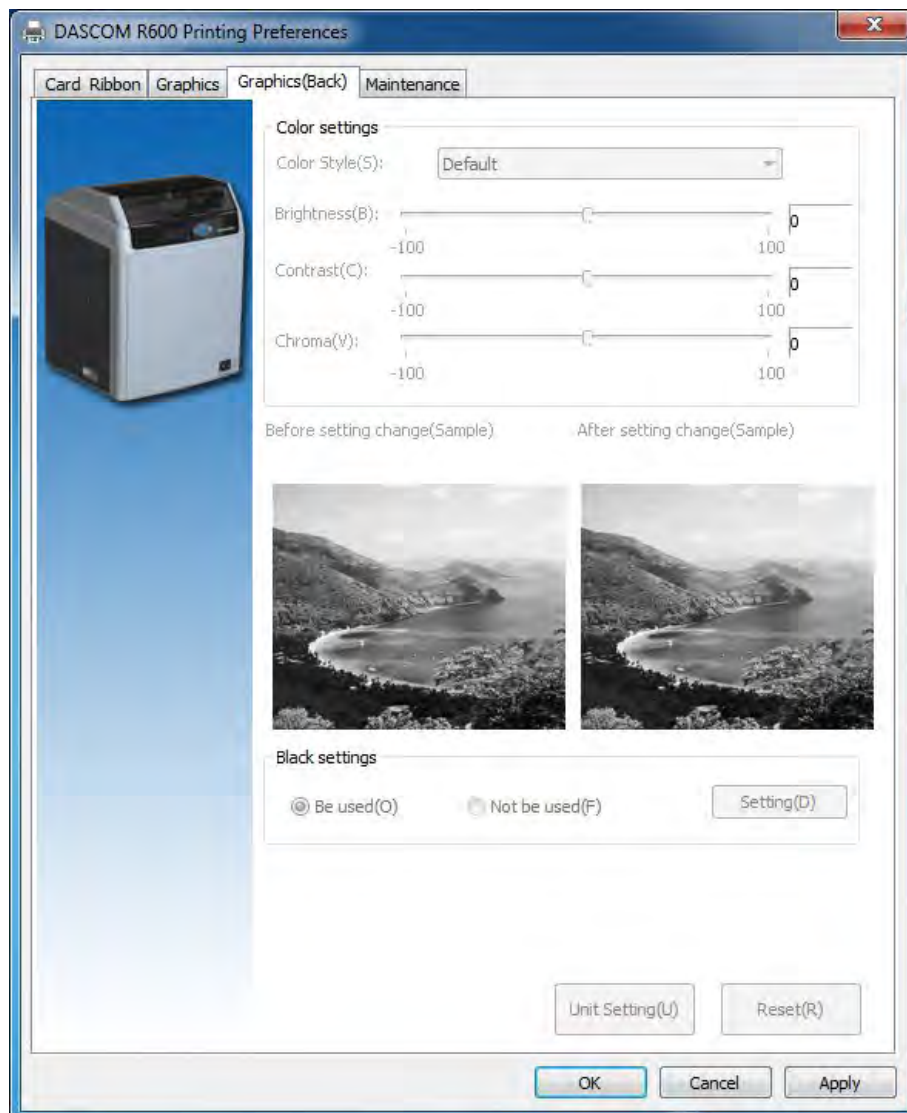 DASCOM R600 Printing Preferences
Card Ribbon Graphics Graphics(Back) Maintenance
Color settings
Color Style(S): Default
Brightness(B): 0
-100 100
Contrast(C): 0
-100 100
Chroma(V): 0
-100 100
Before setting change(Sample) After setting change(Sample)
Black settings
Be used(O) Not be used(F) Setting(D)
Unit Setting(U) Reset(R)
OK Cancel Apply